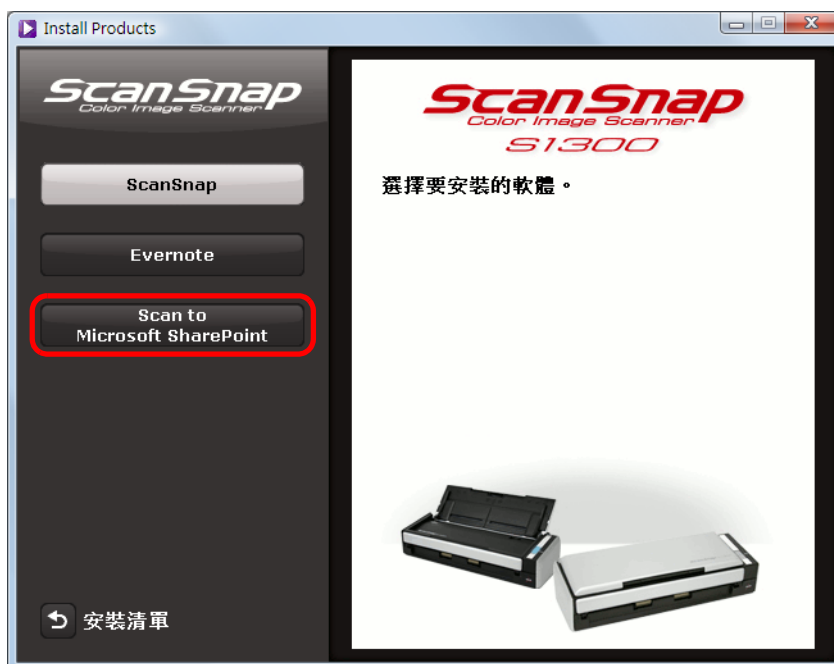 Install Products
ScanSnap
Color Image Scanner
ScanSnap
Evernote
Scan to
Microsoft SharePoint
安裝清單
ScanSnap
Color Image Scanner
S1300
選擇要安裝的軟體。